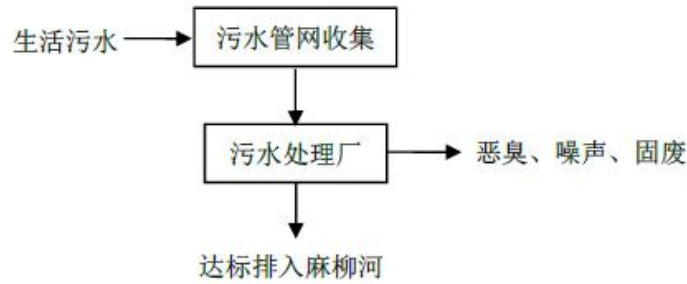 生活污水
污水管网收集
污水处理厂
恶臭、噪声、固废
达标排入麻柳河